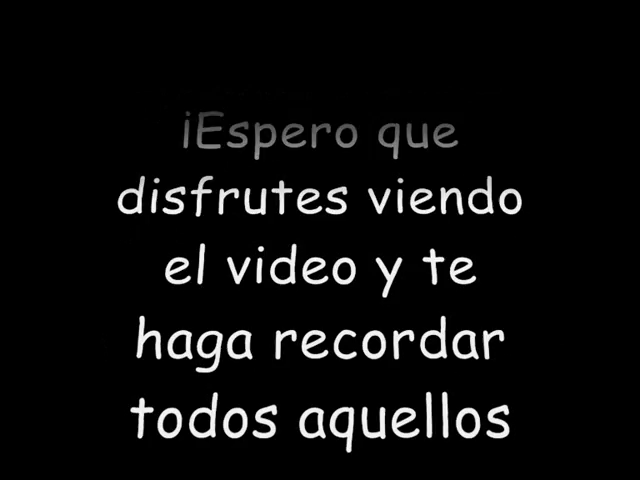 ¡Espero que
disfrutes viendo
el video y te
haga recordar
todos aquellos